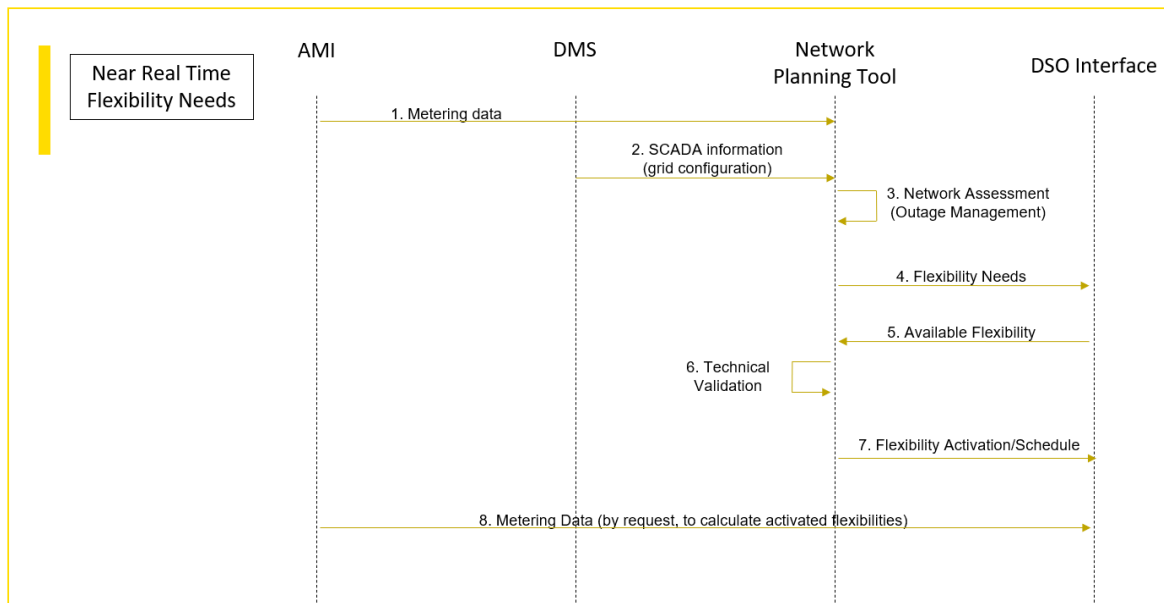 Near Real Time
Flexibility Needs
AMI
DMS
Network
Planning Tool
DSO Interface
1. Metering data
2. SCADA information
(grid configuration)
3. Network Assessment
(Outage Management)
4. Flexibility Needs
5. Available Flexibility
6. Technical
Validation
7. Flexibility Activation/Schedule
8. Metering Data (by request, to calculate activated flexibilities)